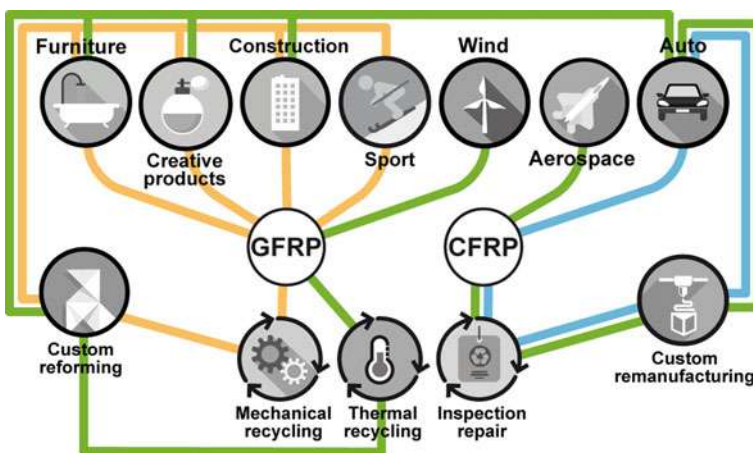 Furniture
Construction
Wind
Auto
Creative
products
Sport
Aerospace
GFRP
CFRP
Custom
reforming
Mechanical
recycling
Thermal
recycling
Inspection
repair
Custom
remanufacturing